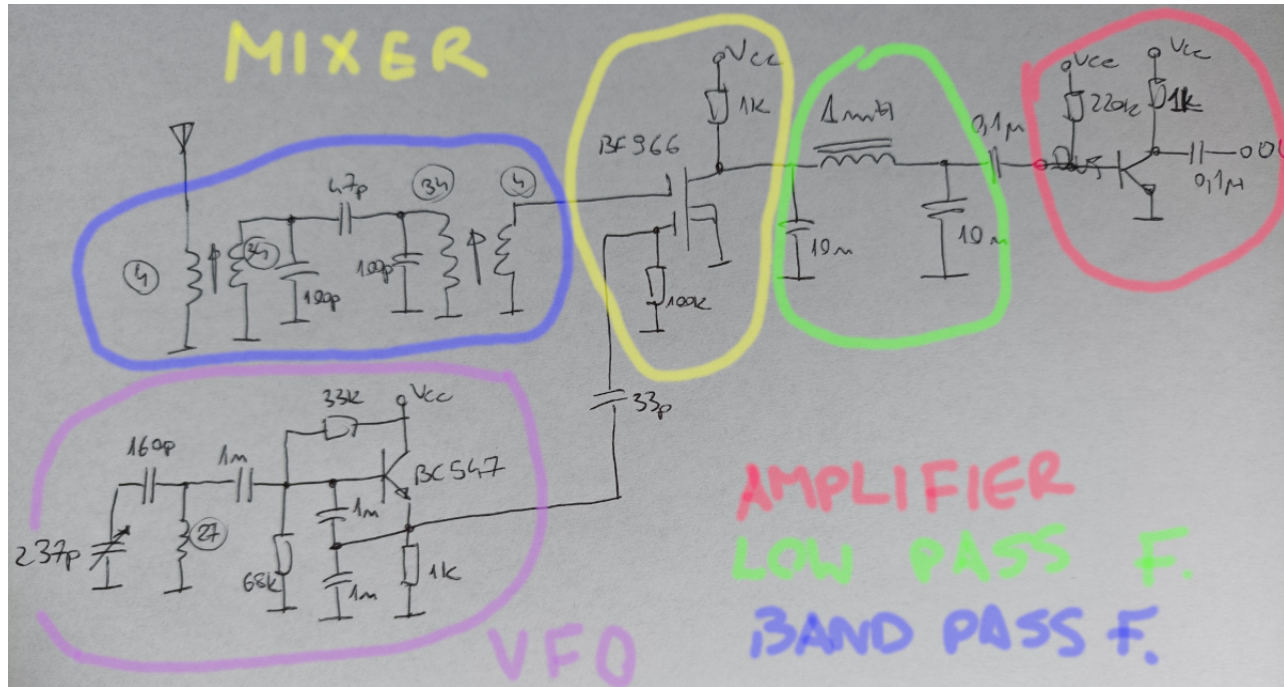 MIXER
Vcc
1k
BF966
1mH
0,1µ
Vcc
220k
Vcc
1k
0,1µ
4
34
100p
47p
100p
34
4
100k
10n
10n
33p
33k
Vcc
160p
1n
BC547
237p
27
68k
1n
1n
1k
VFO
AMPLIFIER
LOW PASS F.
BAND PASS F.